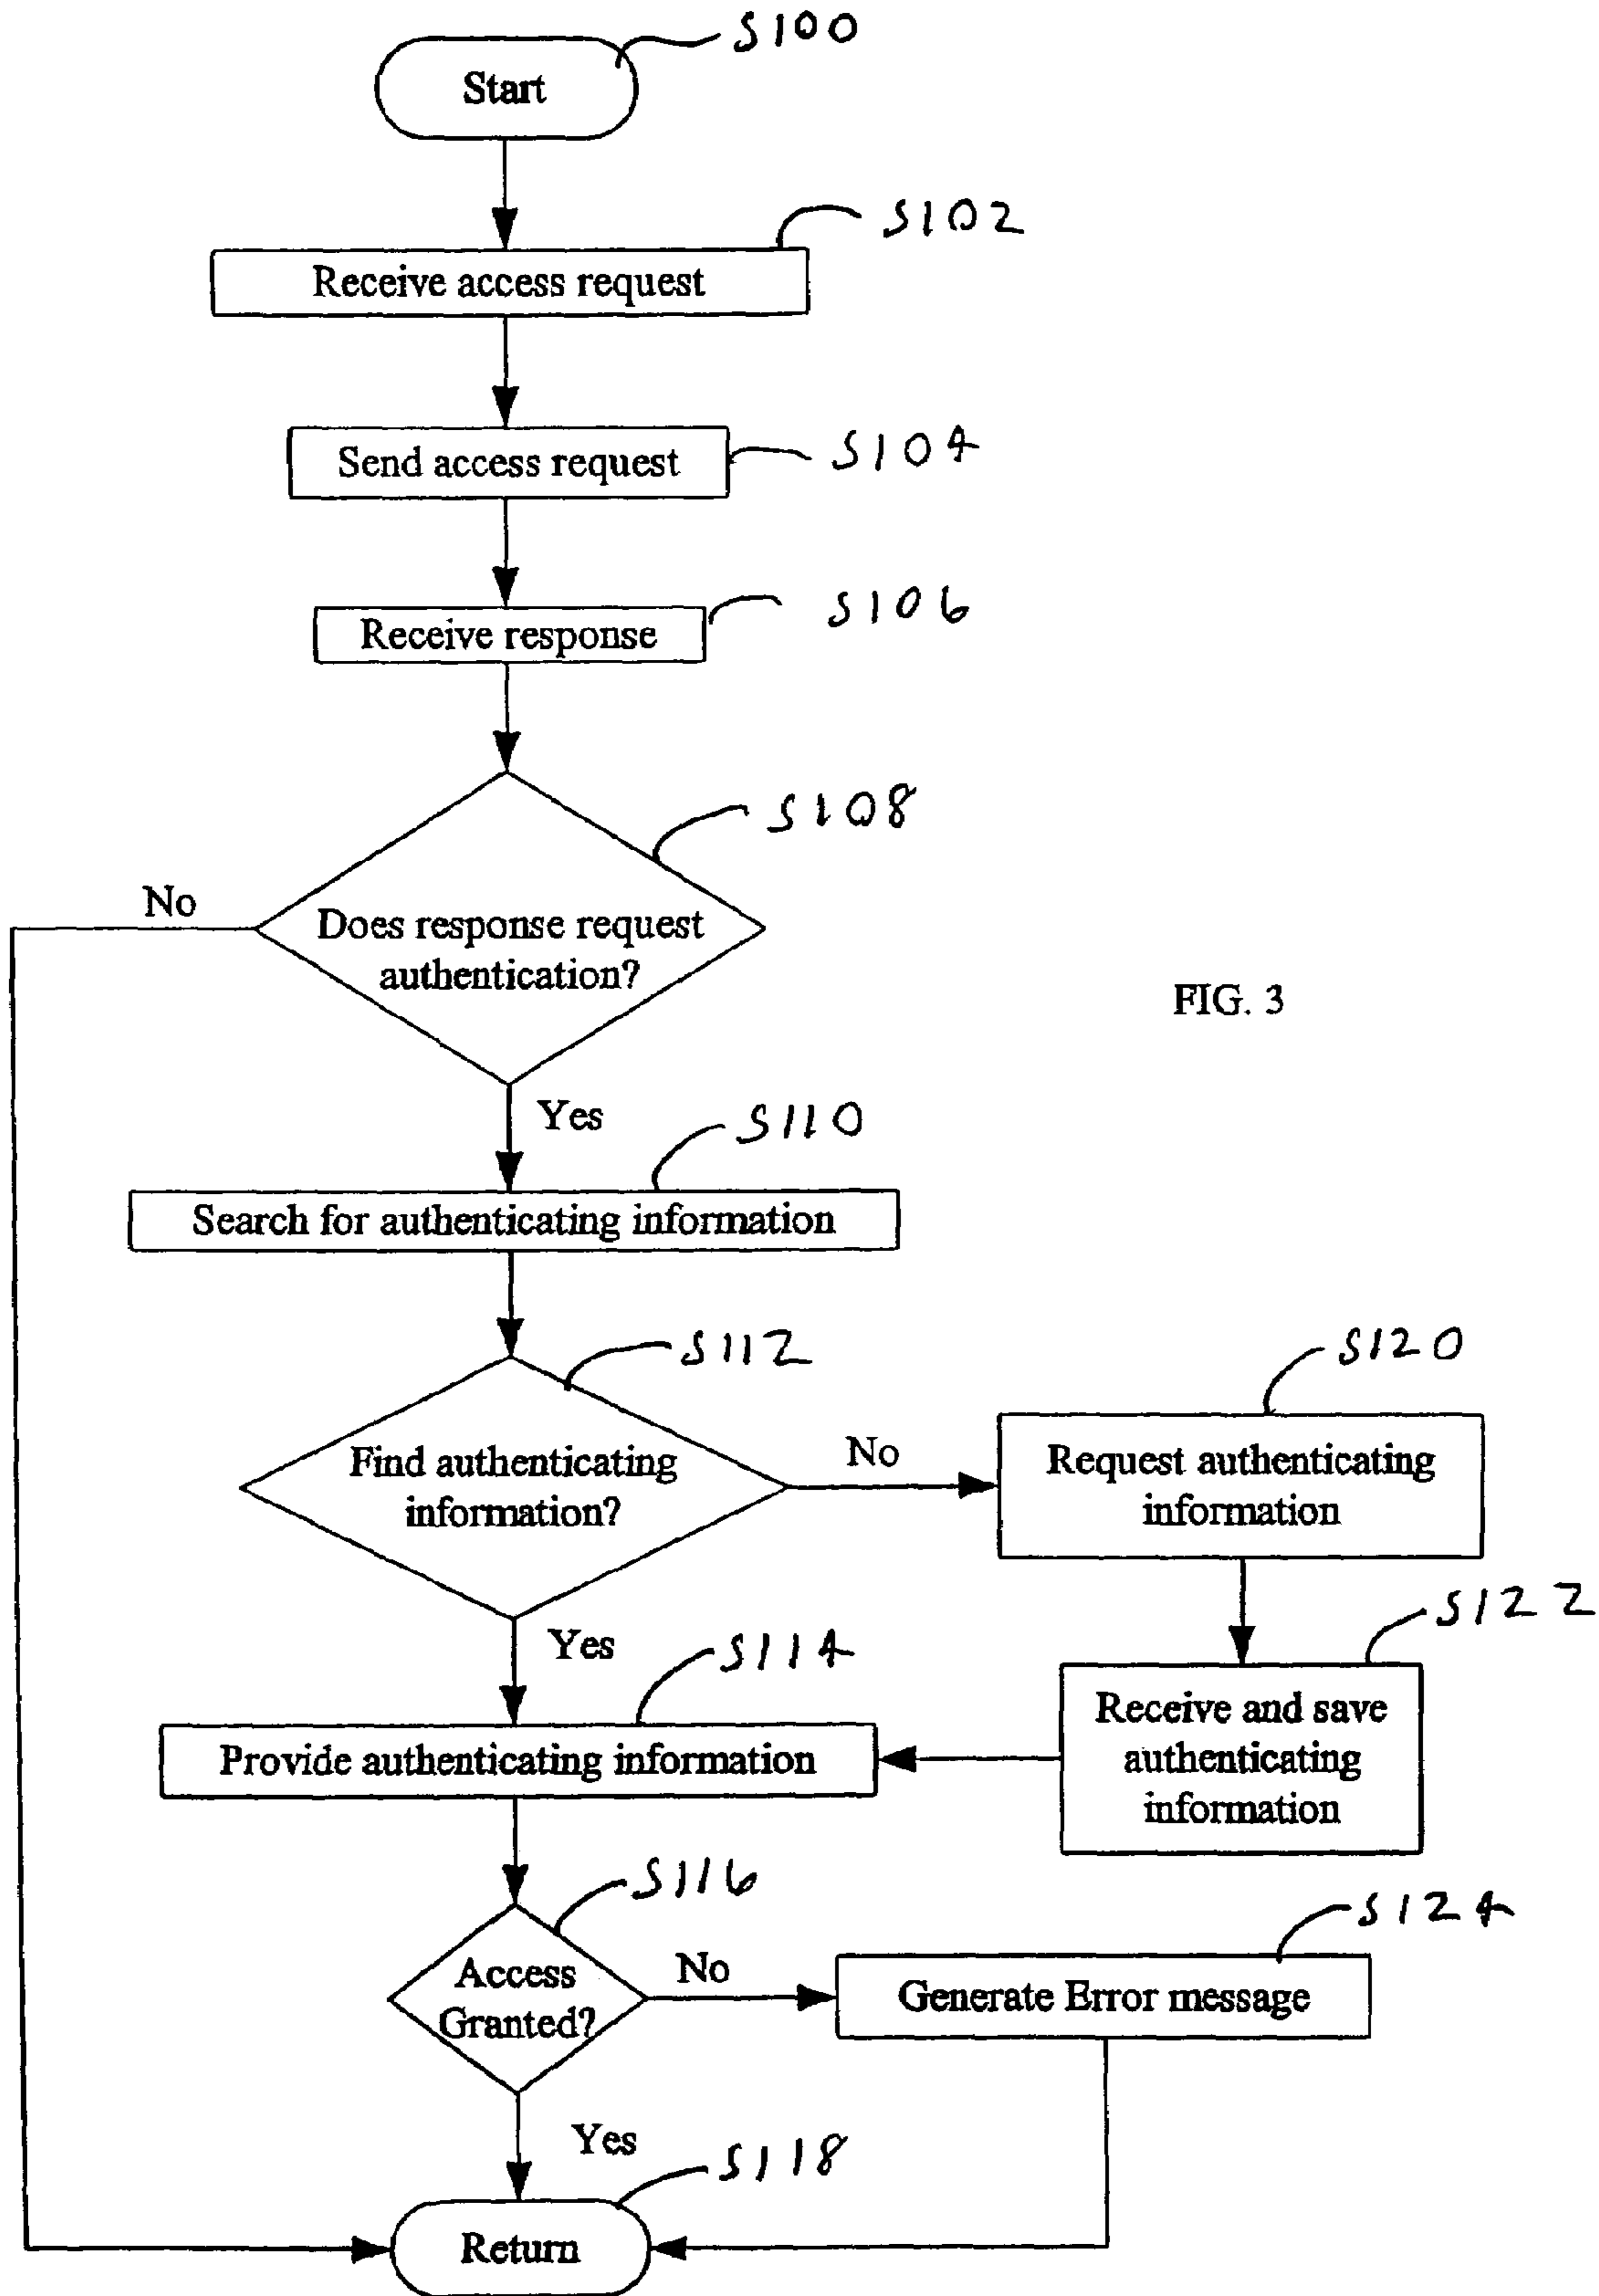 S100
Start
S102
Receive access request
S104
Send access request
S106
Receive response
S108
No
Does response request
authentication?
FIG. 3
Yes
S110
Search for authenticating information
S112
S120
Find authenticating
information?
No
Request authenticating
information
S122
Yes
S114
Receive and save
authenticating
information
Provide authenticating information
S116
S124
Access
Granted?
No
Generate Error message
Yes
S118
Return